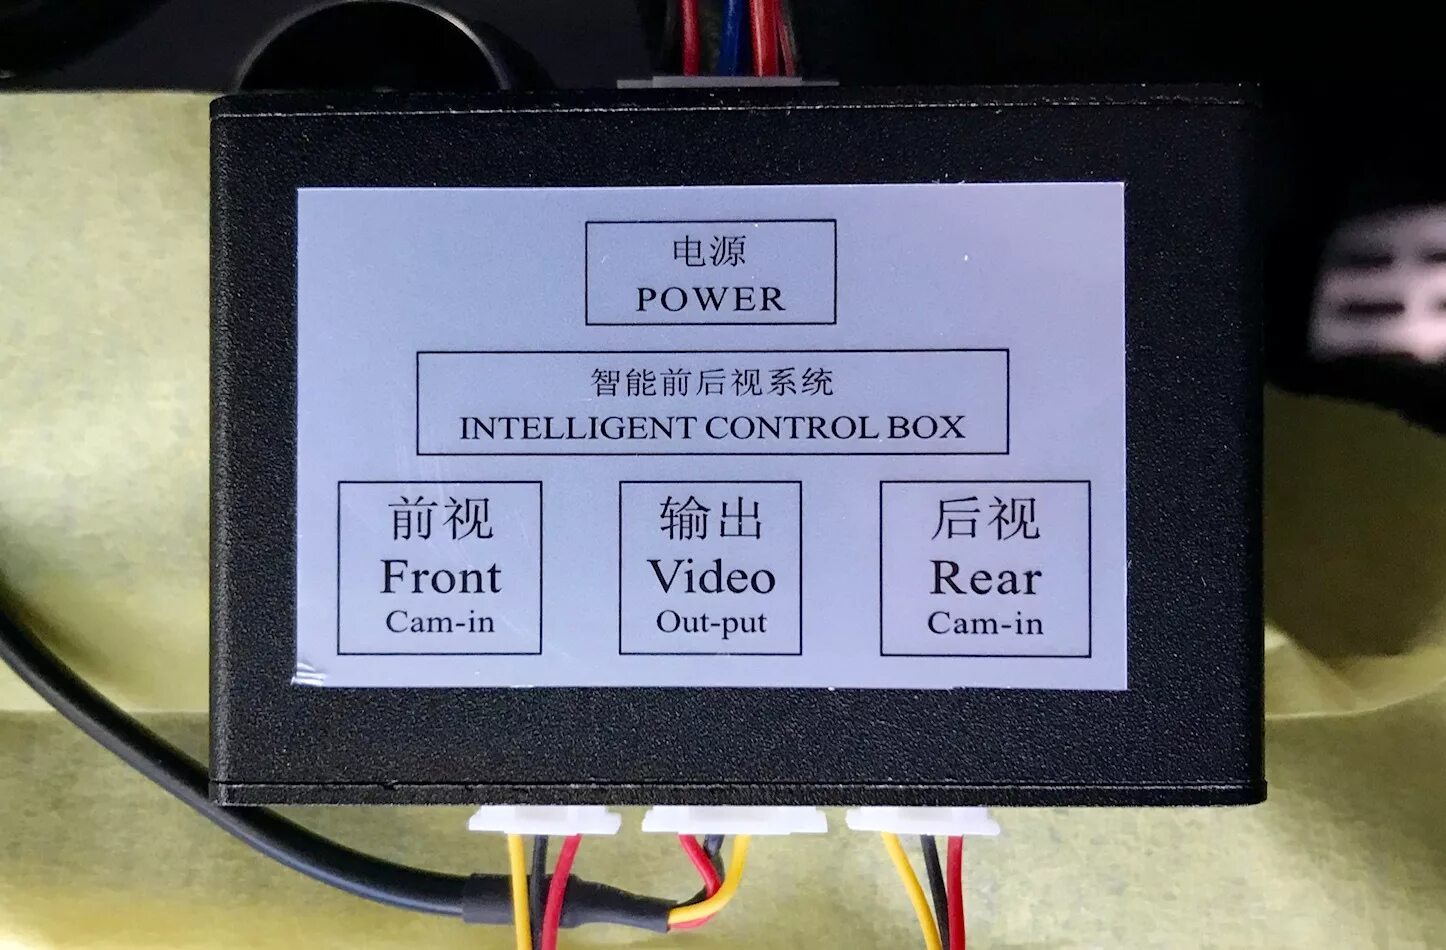 电源
POWER
智能前后视系统
INTELLIGENT CONTROL BOX
前视
Front
Cam-in
输出
Video
Out-put
后视
Rear
Cam-in